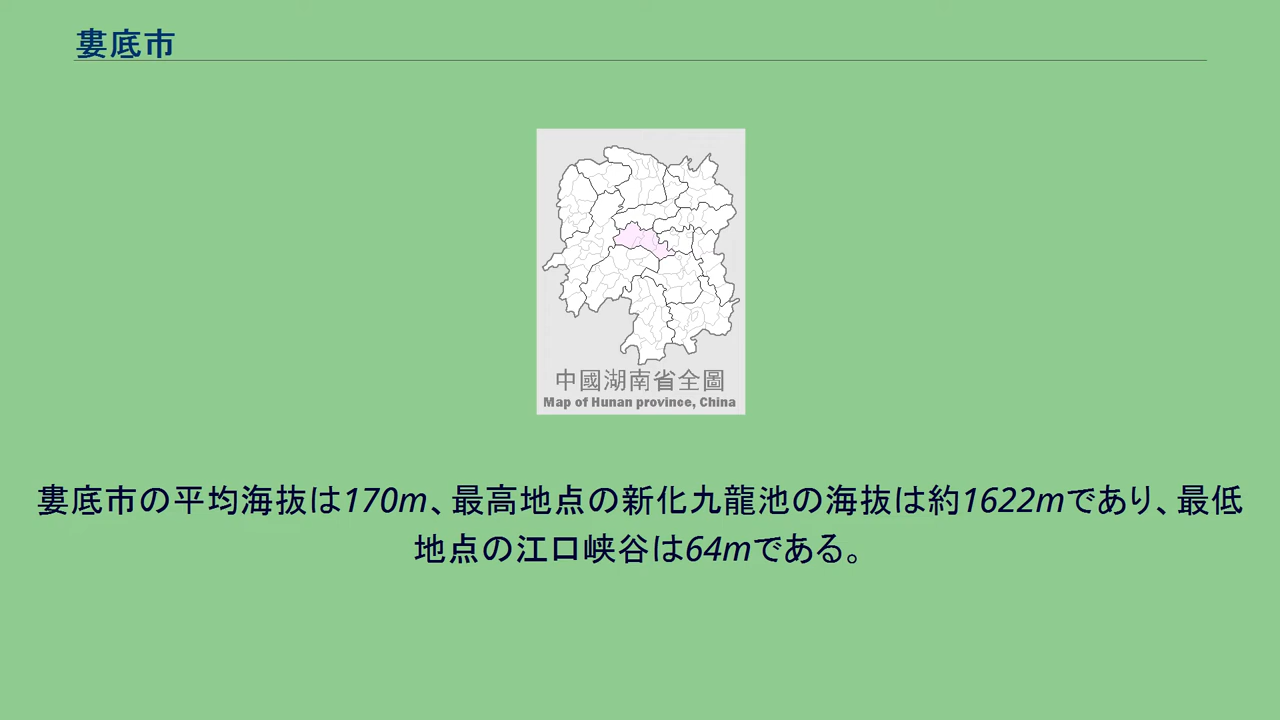 婁底市
中國湖南省全圖
Map of Hunan province, China
婁底市の平均海抜は170m、最高地点の新化九龍池の海抜は約1622mであり、最低
地点の江口峡谷は64mである。